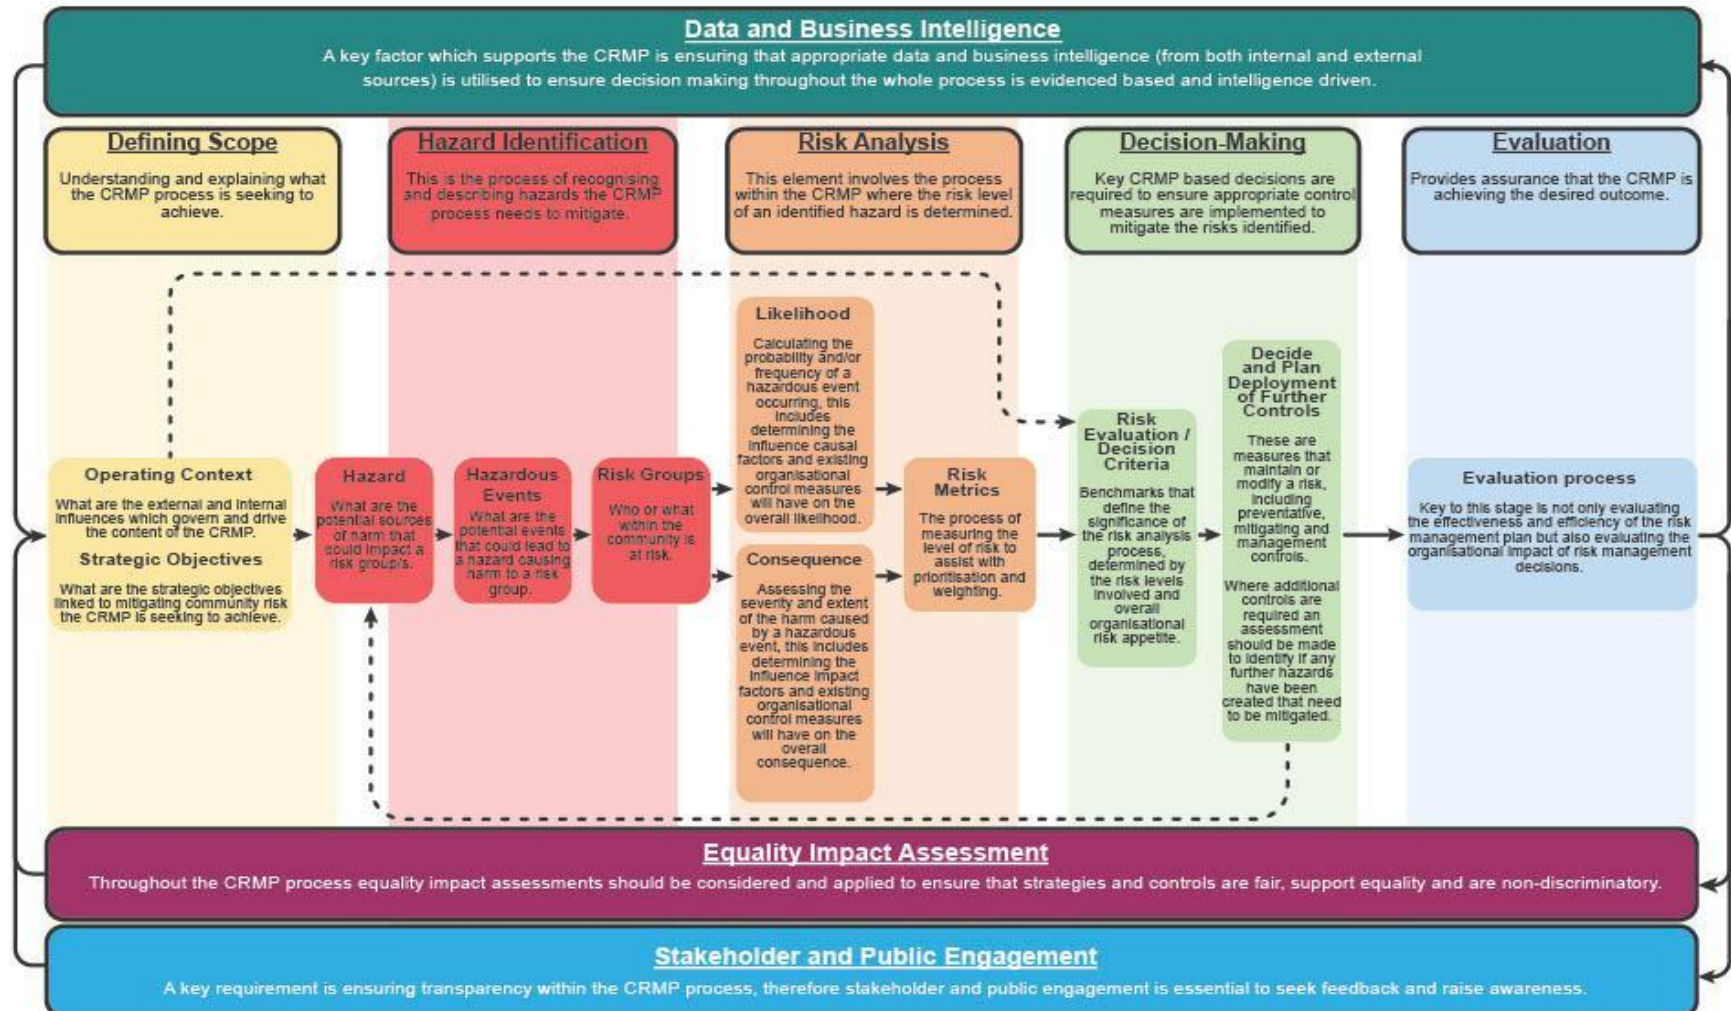 Data and Business Intelligence
A key factor which supports the CRMP is ensuring that appropriate data and business intelligence (from both internal and external
sources) is utilised to ensure decision making throughout the whole process is evidenced based and intelligence driven.
Defining Scope
Understanding and explaining what
the CRMP process is seeking to
achieve.
Hazard Identification
This is the process of recognising
and describing hazards the CRMP
process needs to mitigate.
Risk Analysis
This element involves the process
within the CRMP where the risk level
of an identified hazard is determined.
Decision-Making
Key CRMP based decisions are
required to ensure appropriate control
measures are implemented to
mitigate the risks identified.
Evaluation
Provides assurance that the CRMP is
achieving the desired outcome.
Operating Context
What are the external and internal
influences which govern and drive
the content of the CRMP.
Strategic Objectives
What are the strategic objectives
linked to mitigating community risk
the CRMP is seeking to achieve.
Hazard
What are the
potential sources
of harm that
could impact a
risk group/s.
Hazardous
Events
What are the
potential events
that could lead to
a hazard causing
harm to a risk
group.
Risk Groups
Who or what
within the
community is
at risk.
Likelihood
Calculating the
probability and/or
frequency of a
hazardous event
occurring, this
includes
determining the
influence causal
factors and existing
organisational
control measures
will have on the
overall likelihood.
Consequence
Assessing the
severity and extent
of the harm caused
by a hazardous
event, this includes
determining the
influence impact
factors and existing
organisational
control measures
will have on the
overall
consequence.
Risk
Metrics
The process of
measuring the
level of risk to
assist with
prioritisation and
weighting.
Risk
Evaluation /
Decision
Criteria
Benchmarks that
define the
significance of
the risk analysis
process,
determined by
the risk levels
involved and
overall
organisational
risk appetite.
Decide
and Plan
Deployment
of Further
Controls
These are
measures that
maintain or
modify a risk,
including
preventative,
mitigating and
management
controls.
Where additional
controls are
required an
assessment
should be made
to identify if any
further hazards
have been
created that need
to be mitigated.
Evaluation process
Key to this stage is not only evaluating
the effectiveness and efficiency of the risk
management plan but also evaluating the
organisational impact of risk management
decisions.
Equality Impact Assessment
Throughout the CRMP process equality impact assessments should be considered and applied to ensure that strategies and controls are fair, support equality and are non-discriminatory.
Stakeholder and Public Engagement
A key requirement is ensuring transparency within the CRMP process, therefore stakeholder and public engagement is essential to seek feedback and raise awareness.